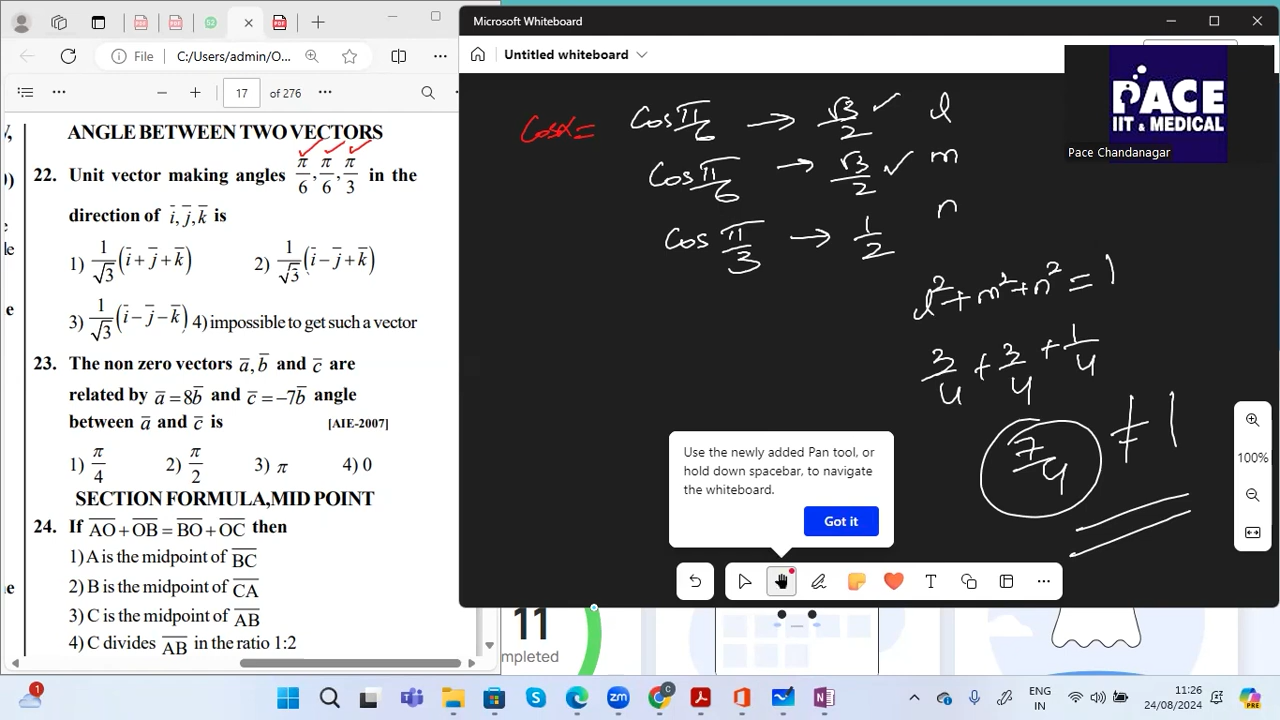 File
C:/Users/admin/O...
17
of 276
ANGLE BETWEEN TWO VECTORS
22. Unit vector making angles π/6, π/6, π/3 in the
direction of i̅, j̅, k̅ is
1) 1/√3 (i̅ + j̅ + k̅) 2) 1/√3 (i̅ − j̅ + k̅)
3) 1/√3 (i̅ − j̅ − k̅) 4) impossible to get such a vector
23. The non zero vectors a̅, b̅ and c̅ are
related by a̅ = 8b̅ and c̅ = −7b̅ angle
between a̅ and c̅ is [AIE-2007]
1) π/4 2) π/2 3) π 4) 0
SECTION FORMULA,MID POINT
24. If A̅O̅ + O̅B̅ = B̅O̅ + O̅C̅ then
1) A is the midpoint of B̅C̅
2) B is the midpoint of C̅A̅
3) C is the midpoint of A̅B̅
4) C divides A̅B̅ in the ratio 1:2
Microsoft Whiteboard
Untitled whiteboard
PACE
IIT & MEDICAL
Pace Chandanagar
Cosα=
Cos π/6 → √3/2 ✓ l
Cos π/6 → √3/2 ✓ m
Cos π/3 → 1/2 n
l² + m² + n² = 1
3/4 + 3/4 + 1/4
7/4 ≠ 1
Use the newly added Pan tool, or
hold down spacebar, to navigate
the whiteboard.
Got it
100%
11
mpleted
1
ENG
IN
11:26
24/08/2024